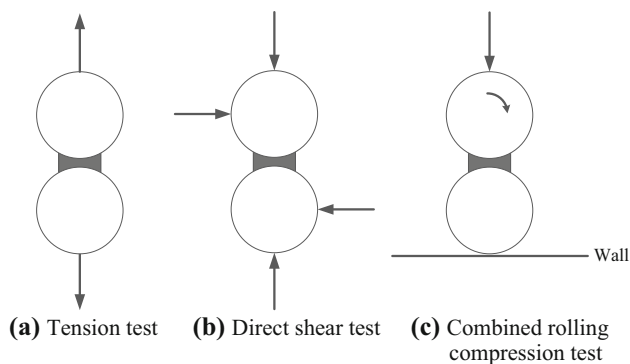 Wall
(a) Tension test
(b) Direct shear test
(c) Combined rolling
compression test